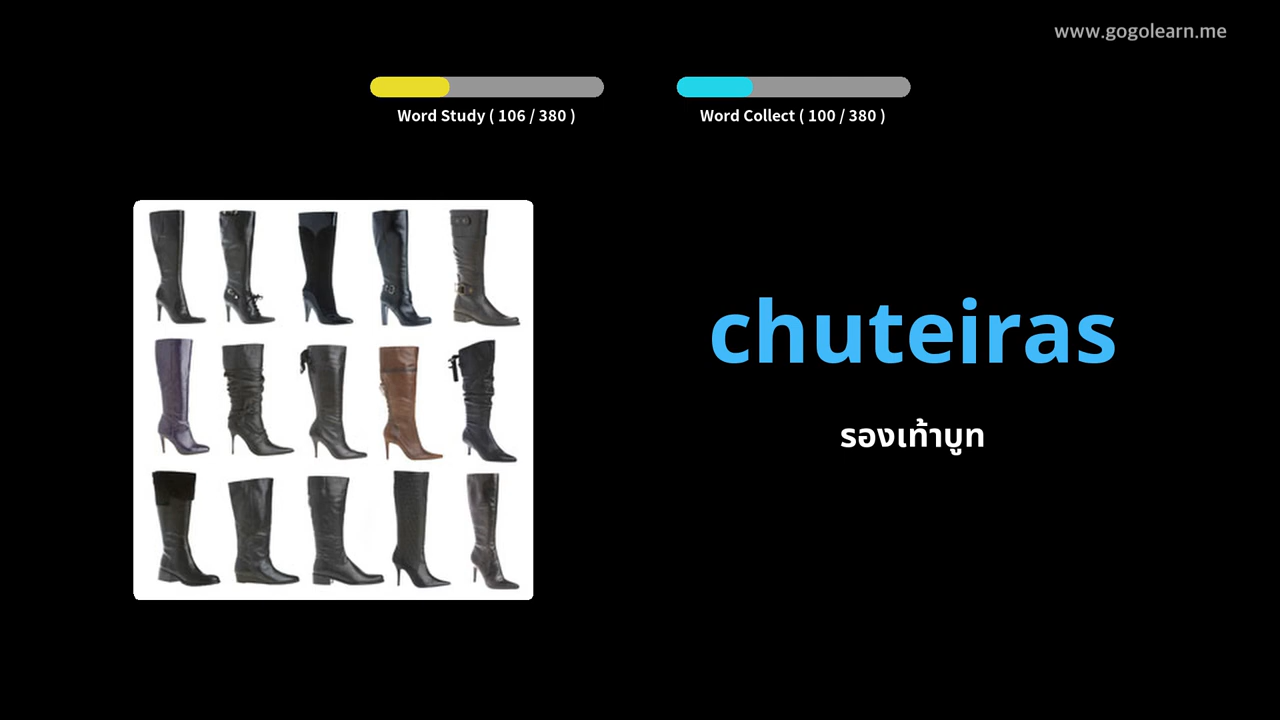 www.gogolearn.me
Word Study ( 106 / 380 )
Word Collect ( 100 / 380 )
chuteiras
รองเท้าบูท